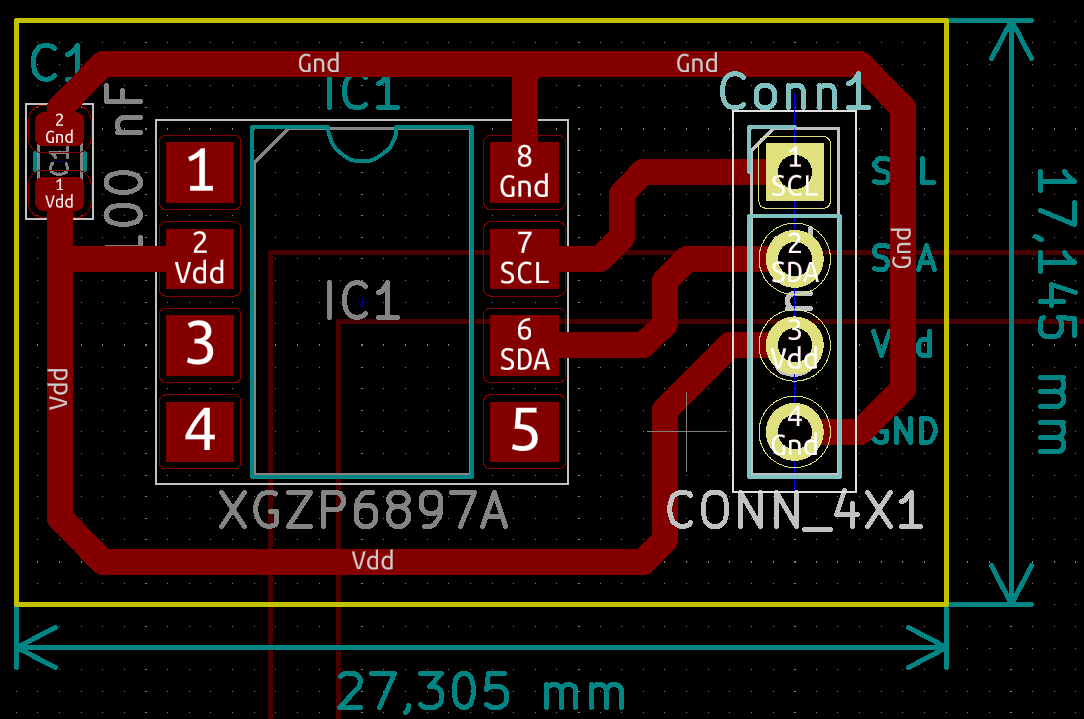 C1
Gnd
Gnd
IC1
Conn1
2
Gnd
C1
1
Vdd
100 nF
1
2
Vdd
3
4
IC1
8
Gnd
7
SCL
6
SDA
5
1
SCL
2
SDA
3
Vdd
4
Gnd
SCL
SDA
Vdd
GND
Gnd
Vdd
XGZP6897A
CONN_4X1
Vdd
17,145 mm
27,305 mm